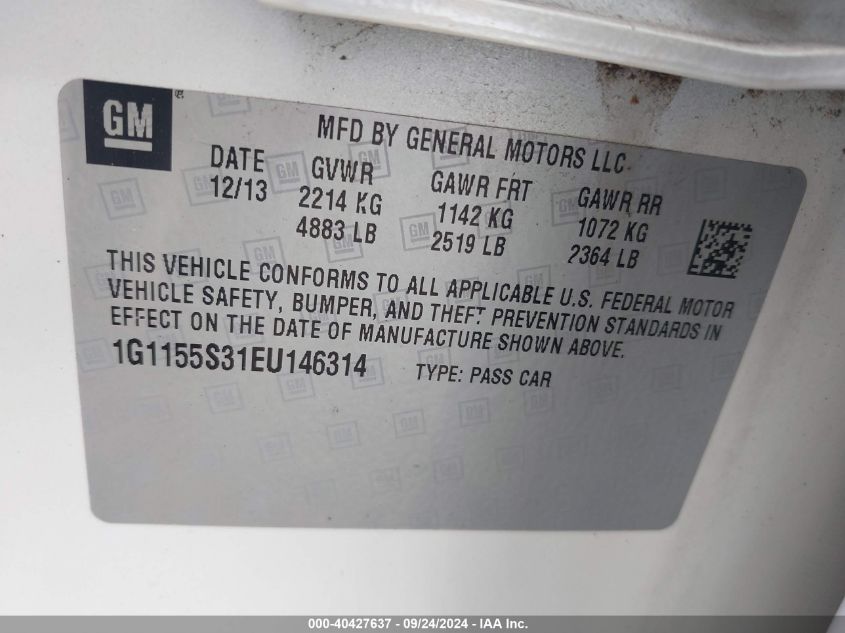 GM
MFD BY GENERAL MOTORS LLC
DATE GVWR GAWR FRT GAWR RR
12/13 2214 KG 1142 KG 1072 KG
4883 LB 2519 LB 2364 LB
THIS VEHICLE CONFORMS TO ALL APPLICABLE U.S. FEDERAL MOTOR
VEHICLE SAFETY, BUMPER, AND THEFT PREVENTION STANDARDS IN
EFFECT ON THE DATE OF MANUFACTURE SHOWN ABOVE.
1G1155S31EU146314 TYPE: PASS CAR
000-40427637 - 09/24/2024 - IAA Inc.